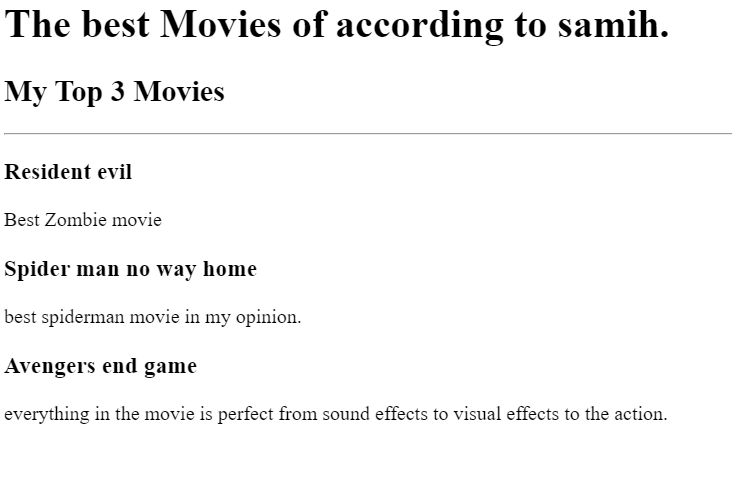 The best Movies of according to samih.
My Top 3 Movies
Resident evil
Best Zombie movie
Spider man no way home
best spiderman movie in my opinion.
Avengers end game
everything in the movie is perfect from sound effects to visual effects to the action.